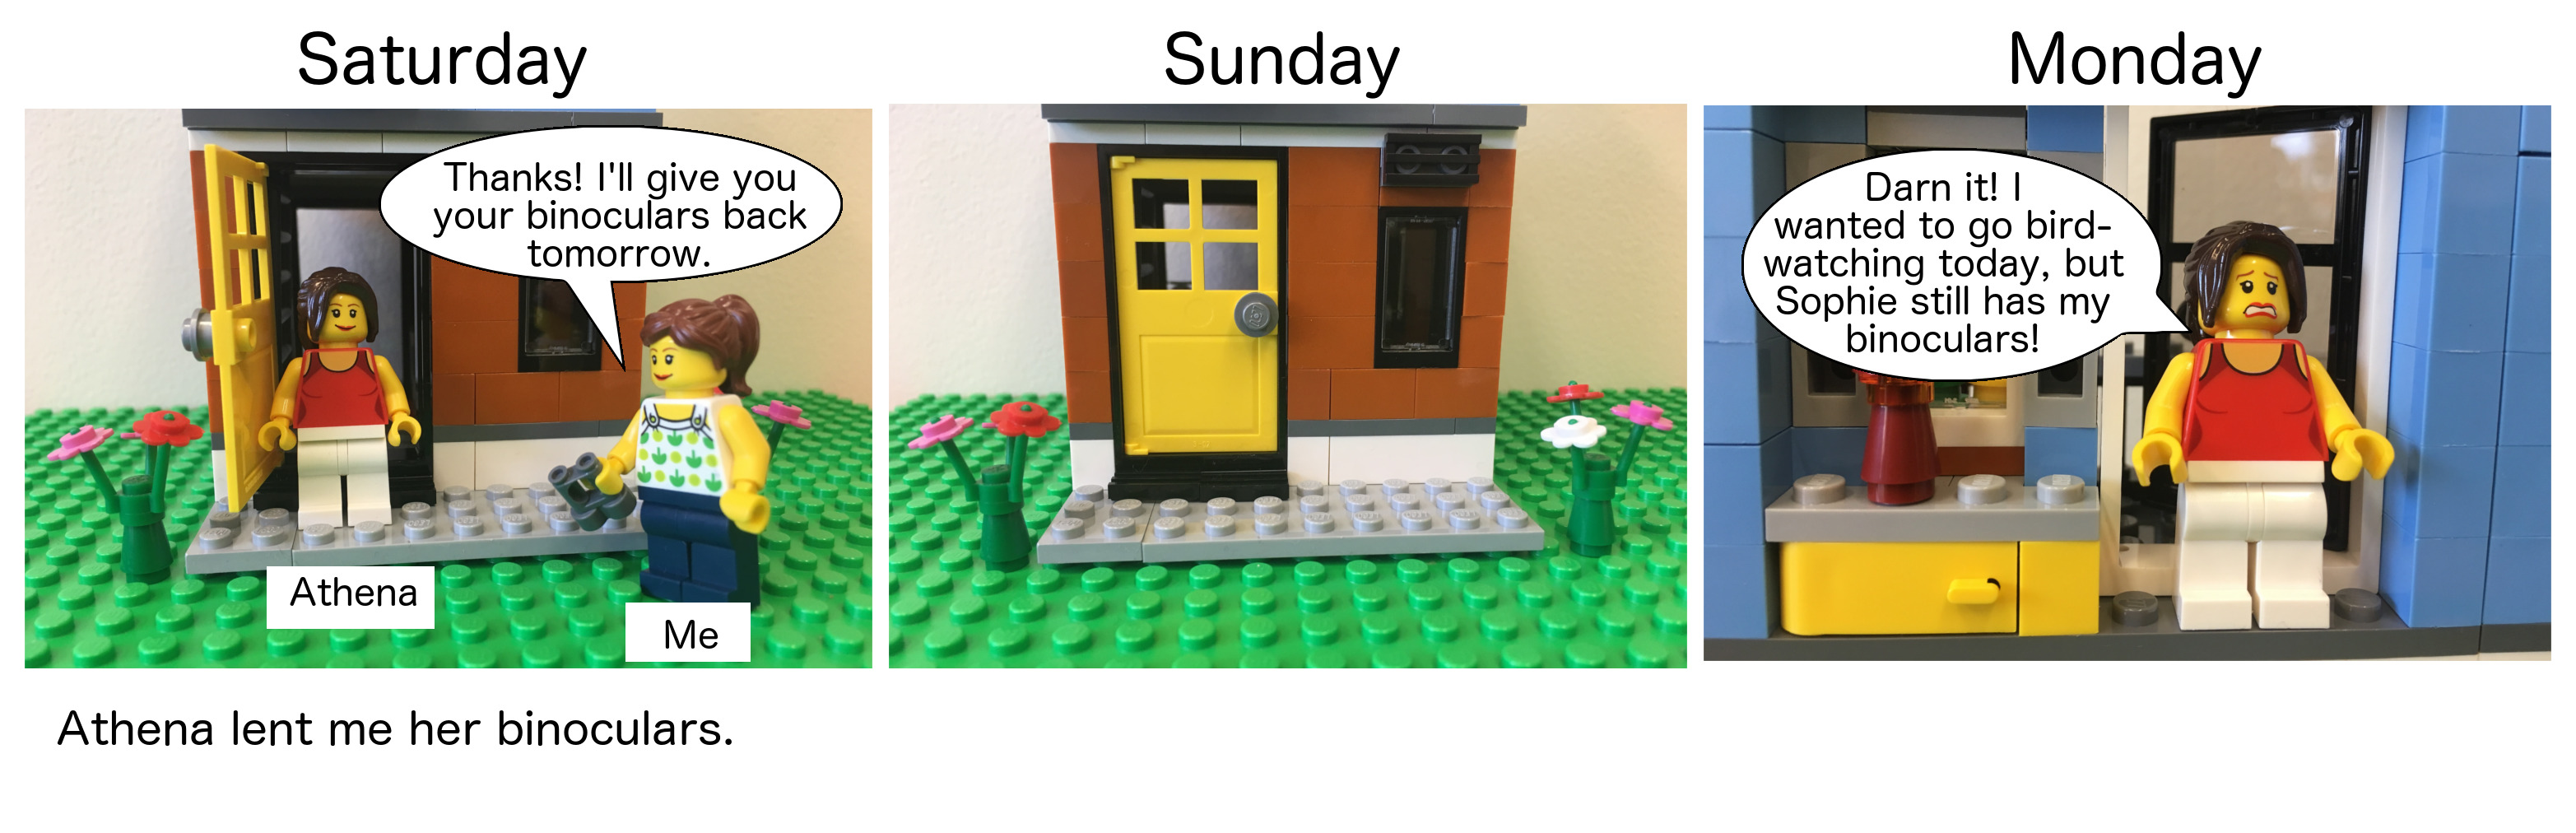 Saturday
Thanks! I'll give you
your binoculars back
tomorrow.
Athena
Me
Athena lent me her binoculars.
Sunday
Monday
Darn it! I
wanted to go bird-
watching today, but
Sophie still has my
binoculars!